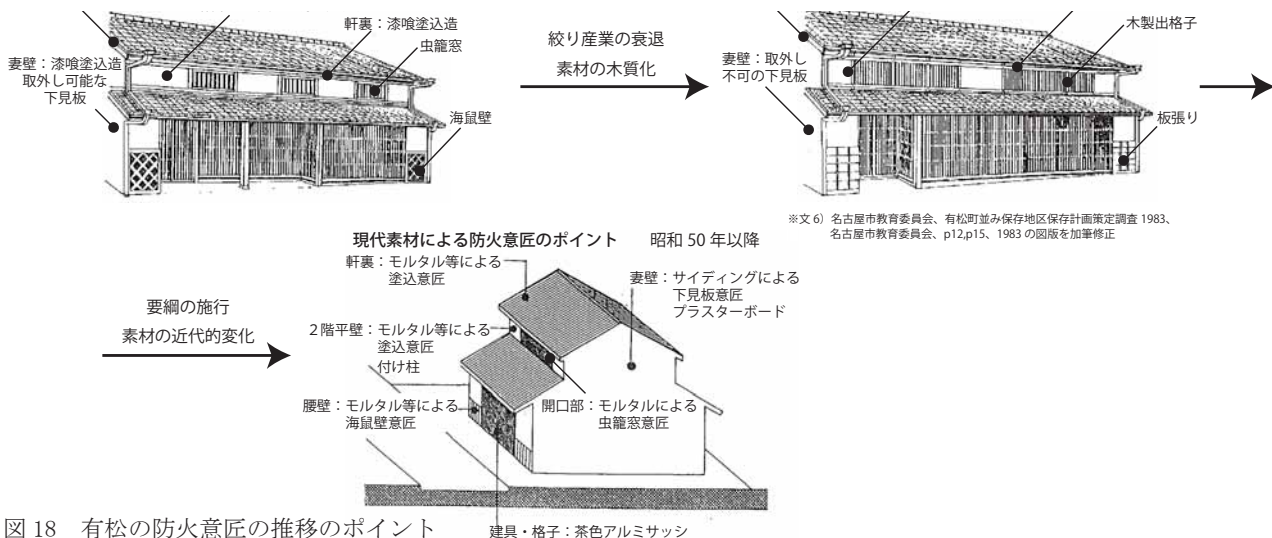 軒裏：漆喰塗込造
虫籠窓
妻壁：漆喰塗込造
取外し可能な
下見板
海鼠壁
絞り産業の衰退
素材の木質化
木製出格子
妻壁：取外し
不可の下見板
板張り
※文 6）名古屋市教育委員会、有松町並み保存地区保存計画策定調査 1983、
名古屋市教育委員会、p12,p15、1983 の図版を加筆修正
要綱の施行
素材の近代的変化
現代素材による防火意匠のポイント　昭和 50 年以降
軒裏：モルタル等による
塗込意匠
妻壁：サイディングによる
下見板意匠
プラスターボード
２階平壁：モルタル等による
塗込意匠
付け柱
腰壁：モルタル等による
海鼠壁意匠
開口部：モルタルによる
虫籠窓意匠
建具・格子：茶色アルミサッシ
図 18　有松の防火意匠の推移のポイント